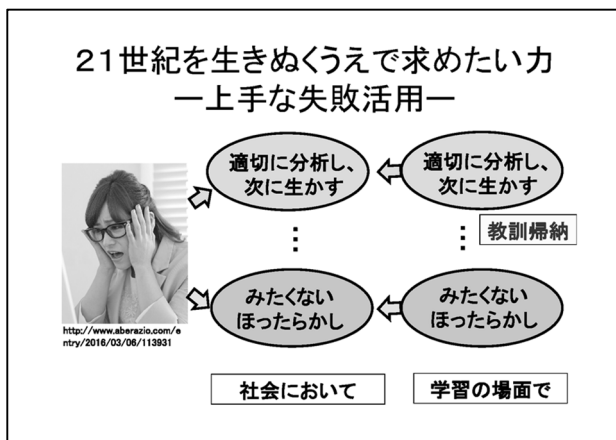 21世紀を生きぬくうえで求めたい力
―上手な失敗活用―
適切に分析し、
次に生かす
適切に分析し、
次に生かす
⋮
⋮
教訓帰納
みたくない
ほったらかし
みたくない
ほったらかし
http://www.aberazio.com/e
ntry/2016/03/06/113931
社会において
学習の場面で